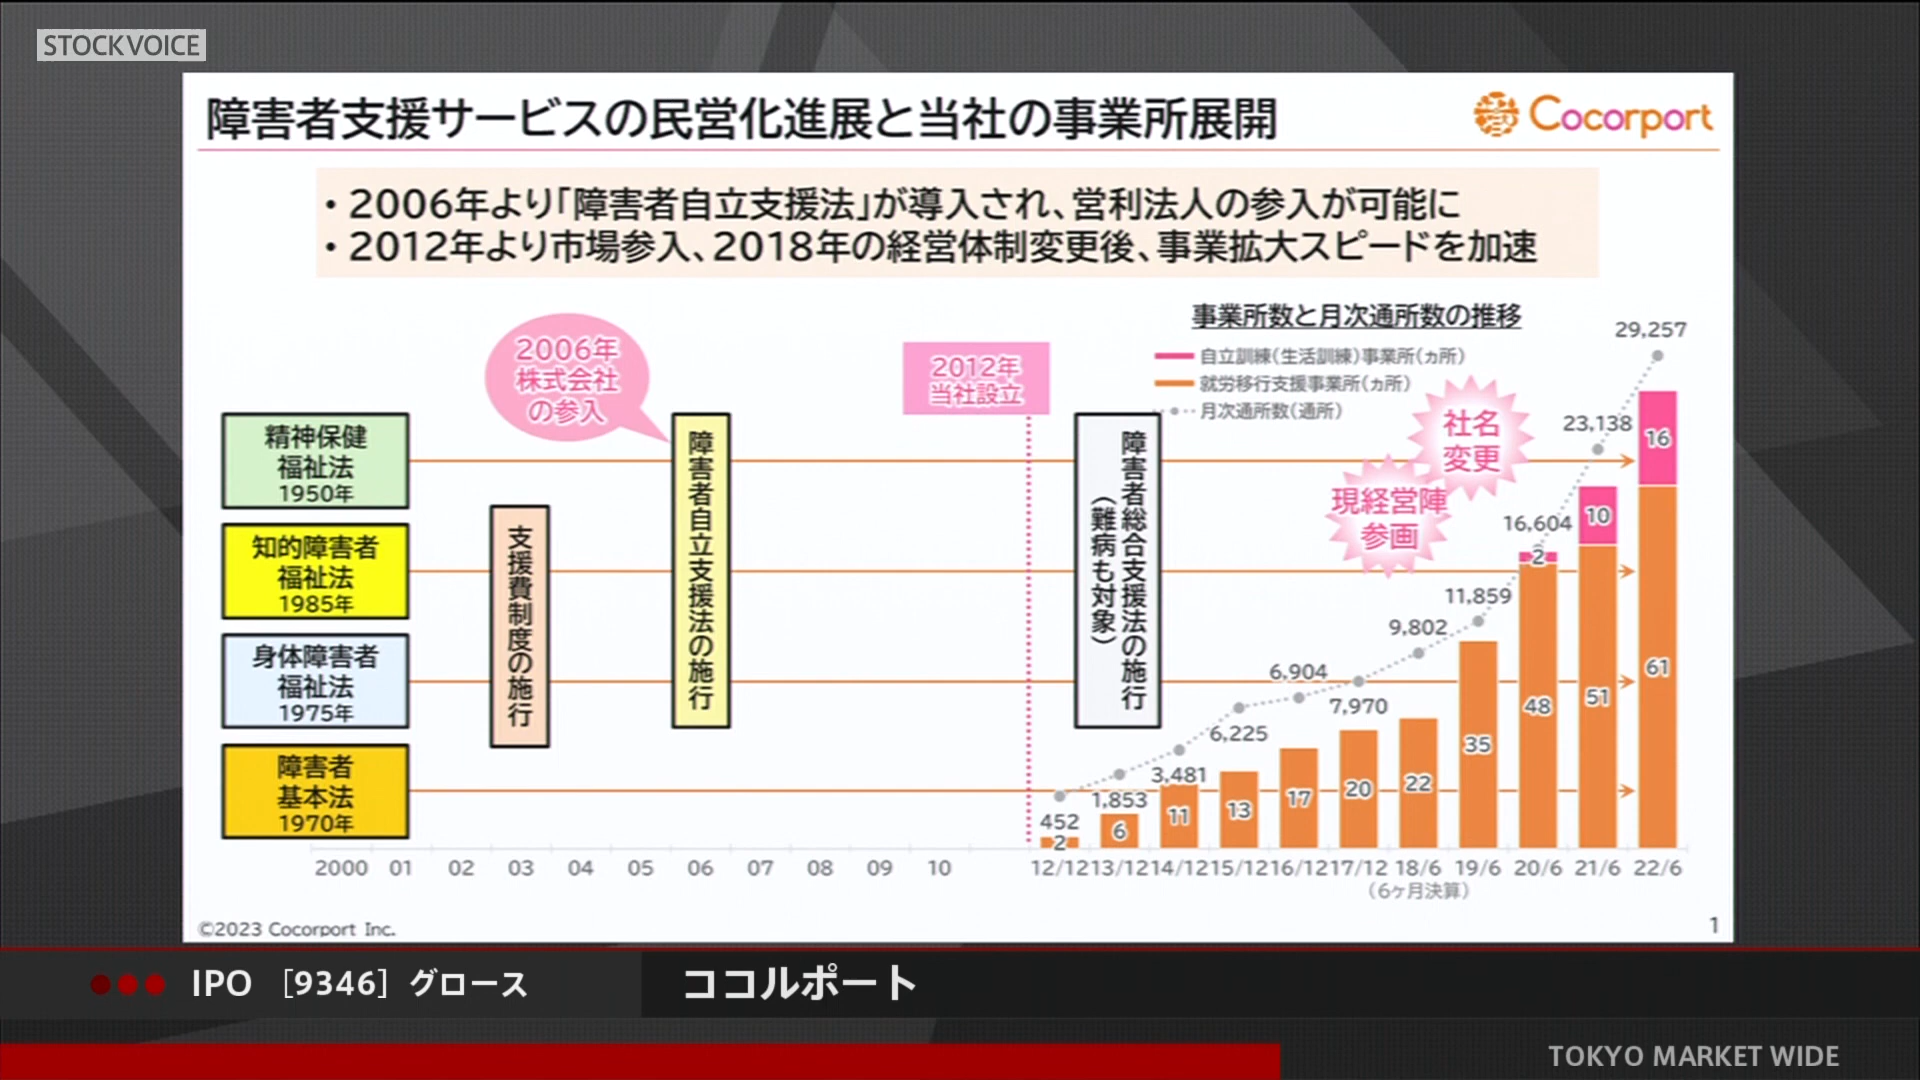 STOCKVOICE
障害者支援サービスの民営化進展と当社の事業所展開
Cocorport
・2006年より「障害者自立支援法」が導入され、営利法人の参入が可能に
・2012年より市場参入、2018年の経営体制変更後、事業拡大スピードを加速
2006年
株式会社
の参入
2012年
当社設立
事業所数と月次通所数の推移
自立訓練(生活訓練)事業所(ヵ所)
就労移行支援事業所(ヵ所)
月次通所数(通所)
社名
変更
現経営陣
参画
精神保健
福祉法
1950年
知的障害者
福祉法
1985年
身体障害者
福祉法
1975年
障害者
基本法
1970年
支援費制度の施行
障害者自立支援法の施行
障害者総合支援法の施行
(難病も対象)
452
1,853
3,481
6,225
6,904
7,970
9,802
11,859
16,604
23,138
29,257
2
10
16
2
6
11
13
17
20
22
35
48
51
61
2000 01 02 03 04 05 06 07 08 09 10 12/12 13/12 14/12 15/12 16/12 17/12 18/6 19/6 20/6 21/6 22/6
(6ヶ月決算)
©2023 Cocorport Inc.
1
IPO [9346] グロース
ココルポート
TOKYO MARKET WIDE